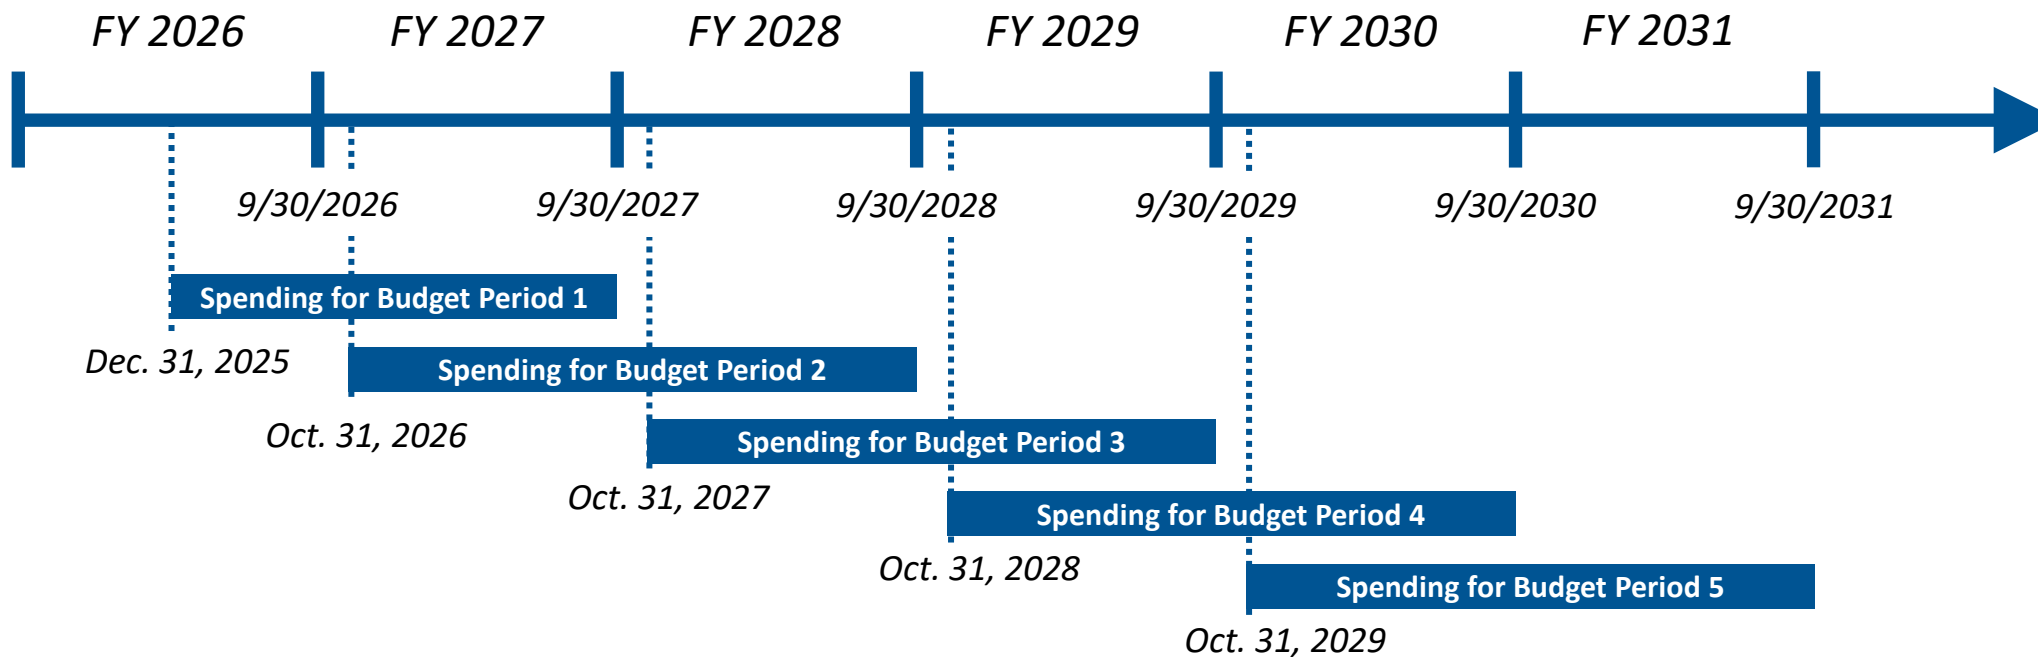 FY 2026
FY 2027
FY 2028
FY 2029
FY 2030
FY 2031
9/30/2026
9/30/2027
9/30/2028
9/30/2029
9/30/2030
9/30/2031
Spending for Budget Period 1
Dec. 31, 2025
Spending for Budget Period 2
Oct. 31, 2026
Spending for Budget Period 3
Oct. 31, 2027
Spending for Budget Period 4
Oct. 31, 2028
Spending for Budget Period 5
Oct. 31, 2029